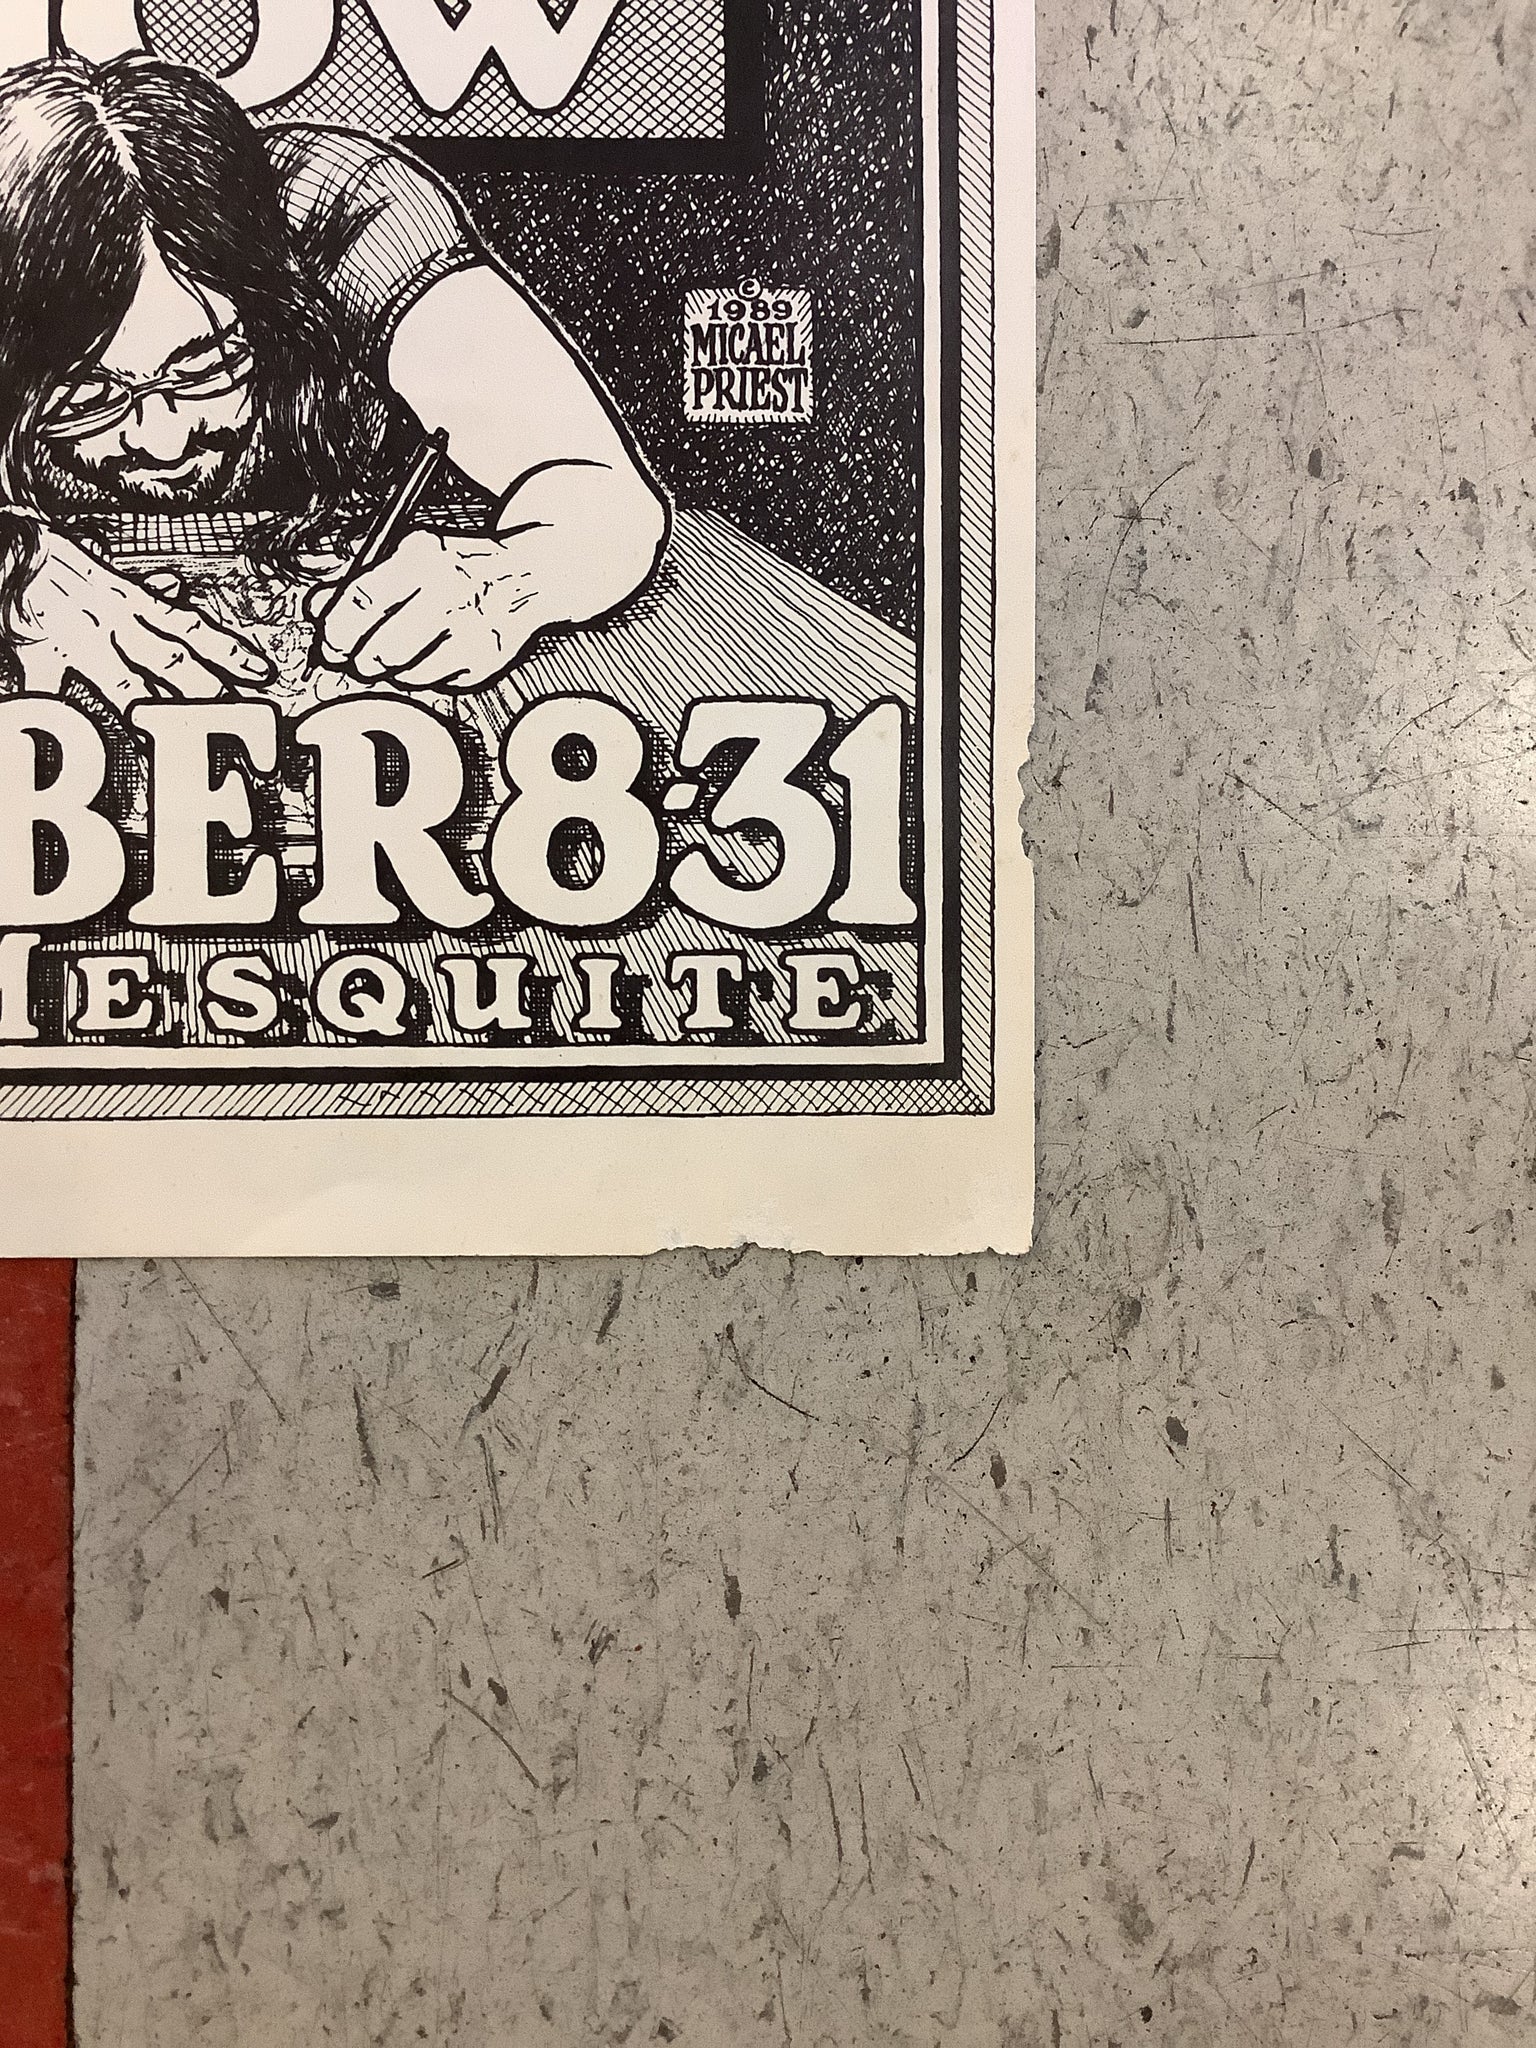 OW
© 1989
MICAEL
PRIEST
BER 8·31
MESQUITE